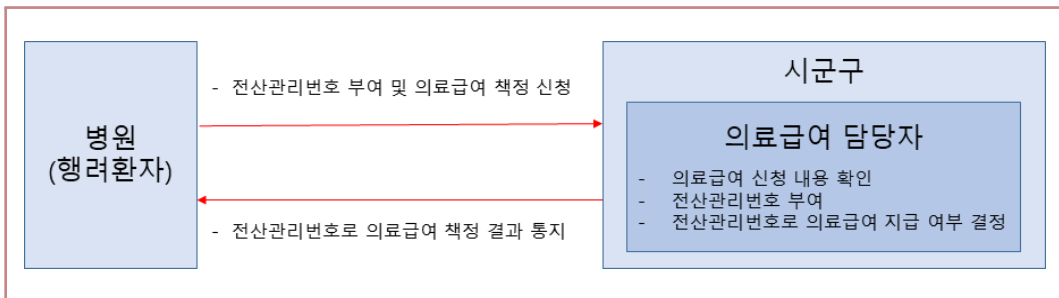 병원
(행려환자)
- 전산관리번호 부여 및 의료급여 책정 신청
- 전산관리번호로 의료급여 책정 결과 통지
시군구
의료급여 담당자
- 의료급여 신청 내용 확인
- 전산관리번호 부여
- 전산관리번호로 의료급여 지급 여부 결정